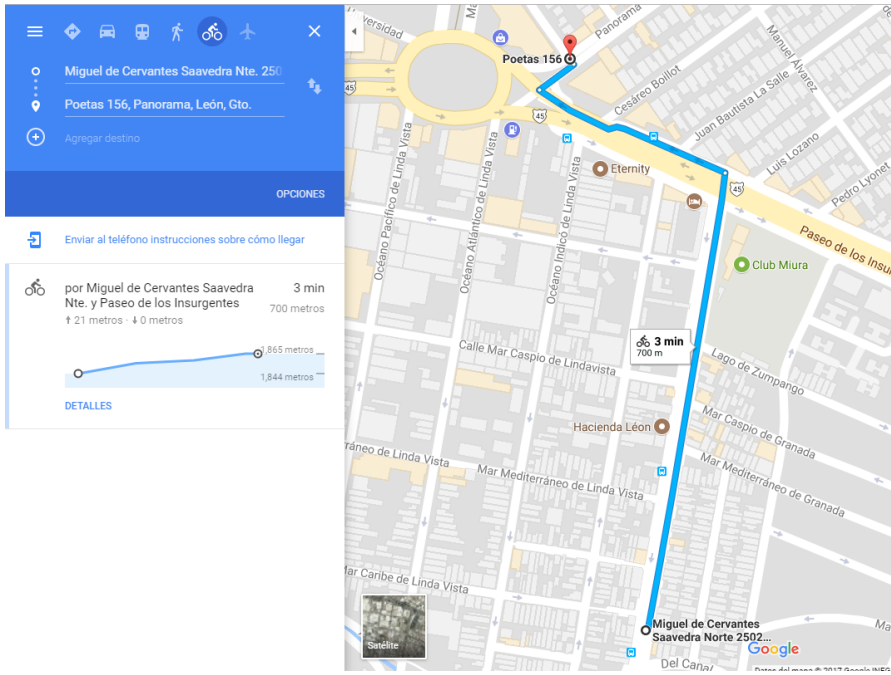 Miguel de Cervantes Saavedra Nte. 250
Poetas 156, Panorama, León, Gto.
Agregar destino
OPCIONES
Enviar al teléfono instrucciones sobre cómo llegar
por Miguel de Cervantes Saavedra
Nte. y Paseo de los Insurgentes
3 min
700 metros
21 metros · 0 metros
1,865 metros
1,844 metros
DETALLES
Panorama
Poetas 156
45
Cesáreo Boillot
Manuel Álvarez
Juan Bautista La Salle
45
Luis Lozano
Pedro Lyonet
Eternity
45
Océano Pacífico de Linda Vista
Océano Atlántico de Linda Vista
Océano Indicó de Linda Vista
Paseo de los Insur
Club Miura
3 min
700 m
Calle Mar Caspio de Lindavista
Lago de Zumpango
Hacienda Léon
Mar Caspio de Granada
ráneo de Linda Vista
Mar Mediterráneo de Linda Vista
Mar Mediterráneo de Granada
Mar Caribe de Linda Vista
Satélite
Miguel de Cervantes
Saavedra Norte 2502...
Google
Del Canal